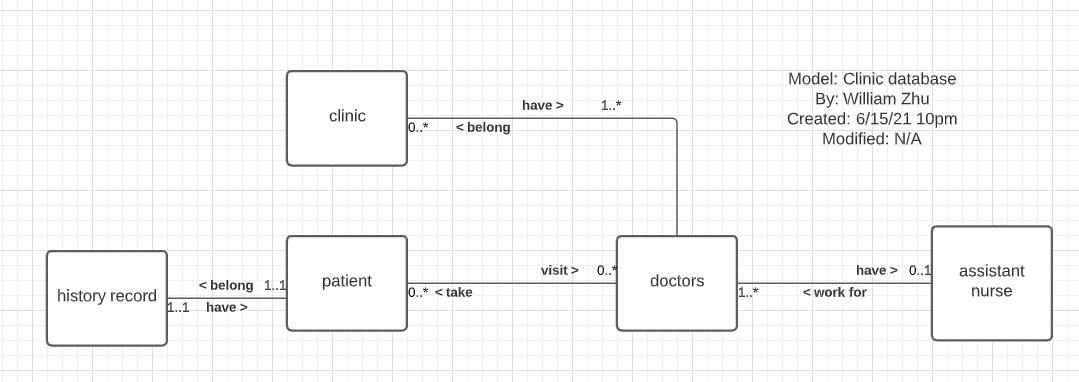 Model: Clinic database
By: William Zhu
Created: 6/15/21 10pm
Modified: N/A
clinic
have > 1..*
0..* < belong
history record
< belong 1..1
1..1 have >
patient
visit > 0..*
0..* < take
doctors
have > 0..1
1..* < work for
assistant
nurse